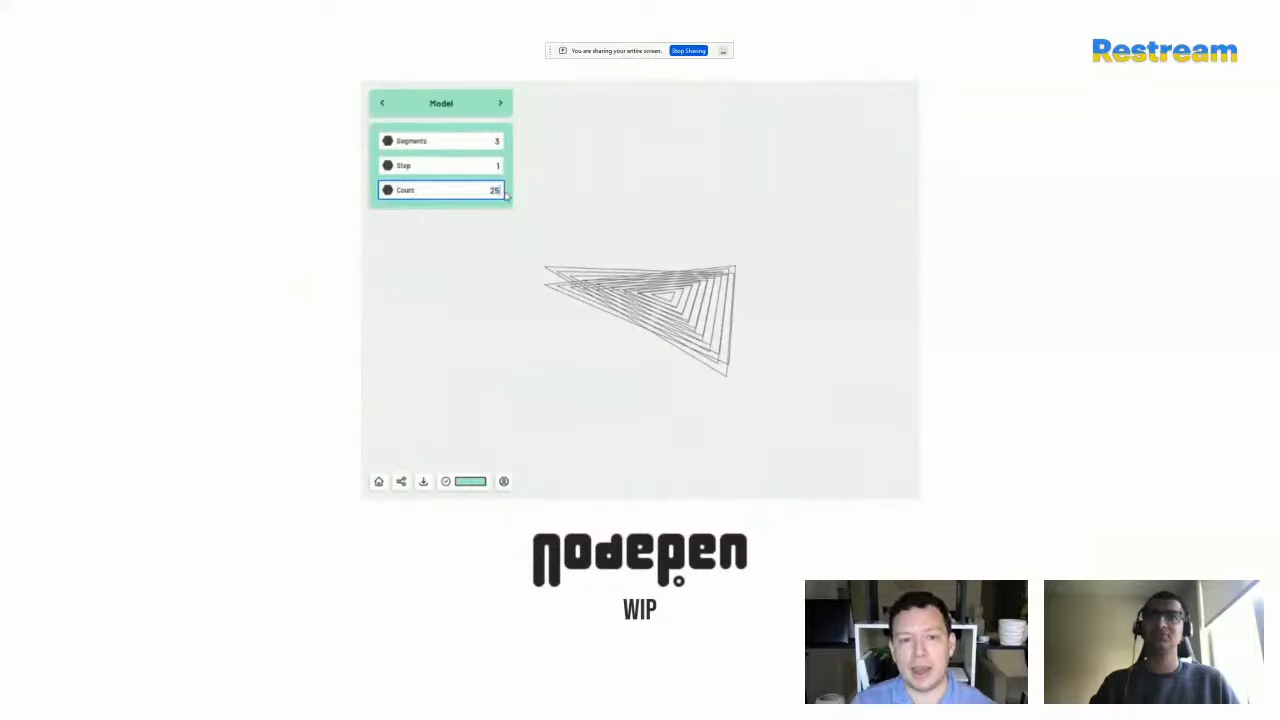 You are sharing your entire screen. Stop Sharing
Restream
Model
Segments 3
Step 1
Count 25
nodepen
WIP